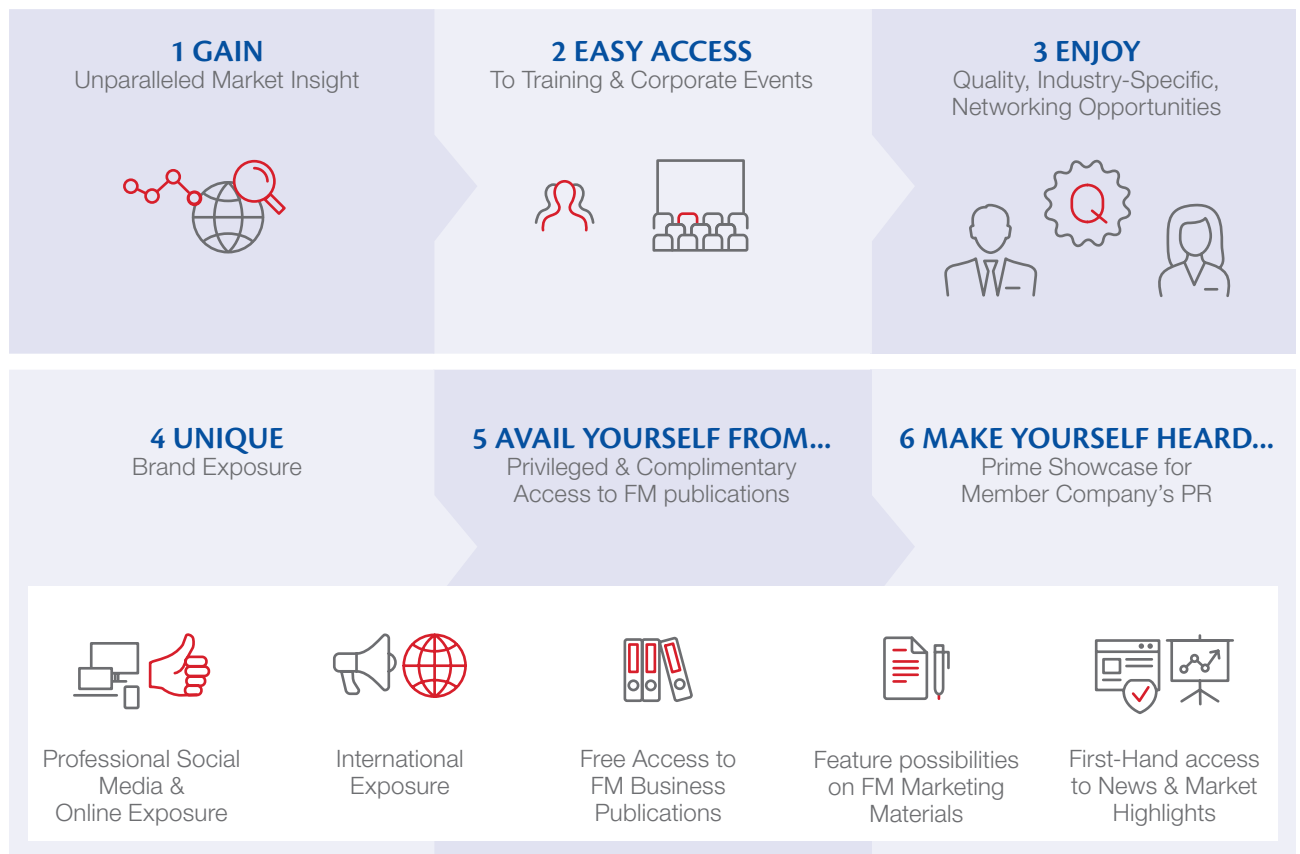 1 GAIN
Unparalleled Market Insight
2 EASY ACCESS
To Training & Corporate Events
3 ENJOY
Quality, Industry-Specific,
Networking Opportunities
Q
4 UNIQUE
Brand Exposure
5 AVAIL YOURSELF FROM...
Privileged & Complimentary
Access to FM publications
6 MAKE YOURSELF HEARD...
Prime Showcase for
Member Company's PR
Professional Social
Media &
Online Exposure
International
Exposure
Free Access to
FM Business
Publications
Feature possibilities
on FM Marketing
Materials
First-Hand access
to News & Market
Highlights